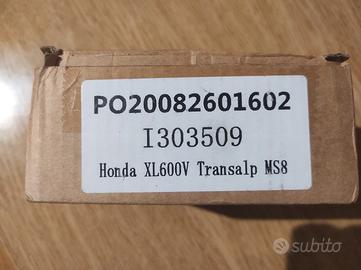 PO20082601602
I303509
Honda XL600V Transalp MS8
subito